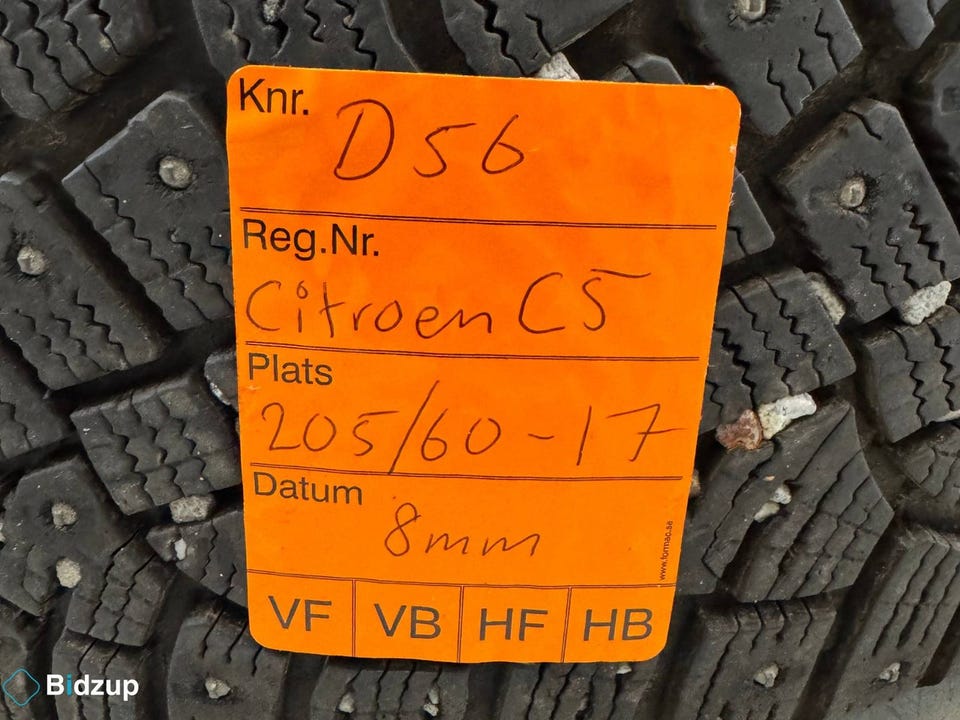 Knr. D56
Reg.Nr.
Citroen C5
Plats
205/60-17
Datum
8mm
www.formac.se
VF VB HF HB
Bidzup